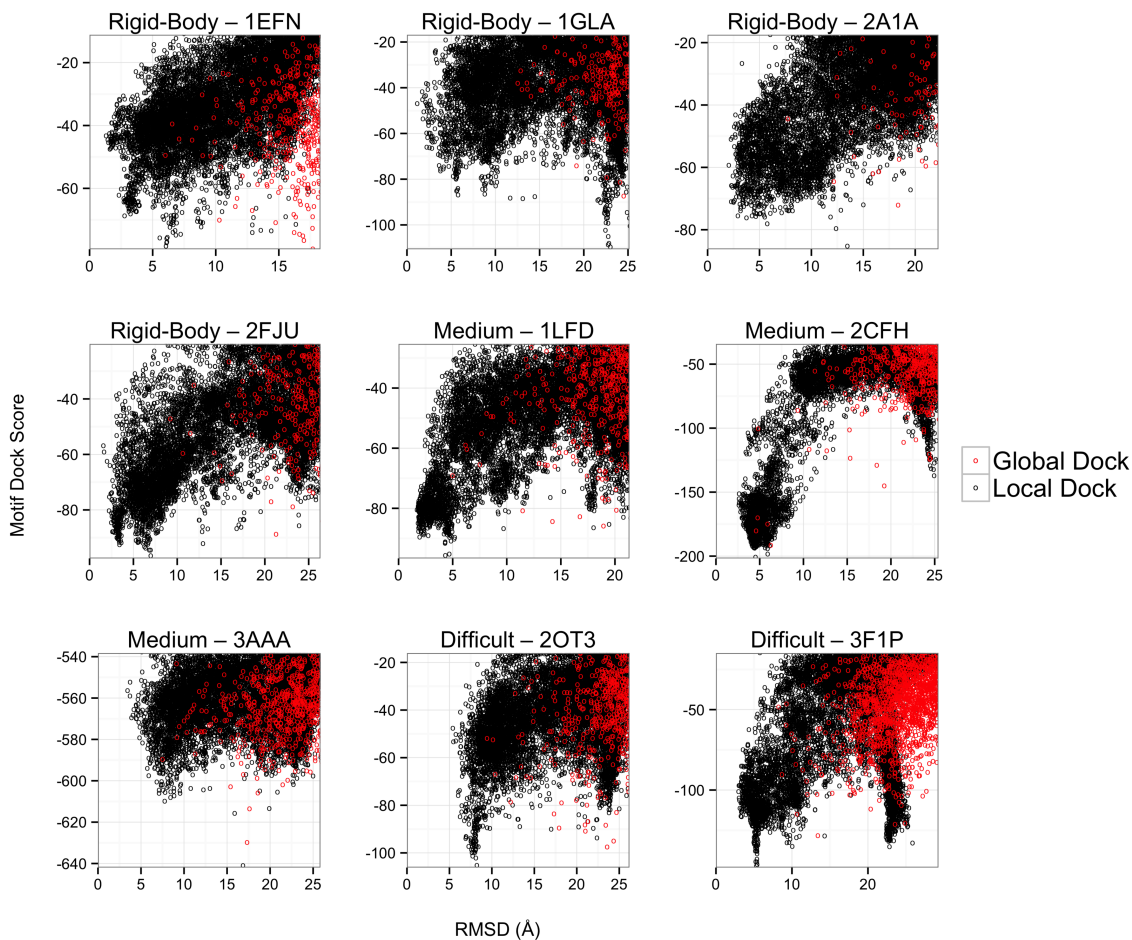 Rigid-Body – 1EFN
Rigid-Body – 1GLA
Rigid-Body – 2A1A
-20
-40
-60
0 5 10 15
-20
-40
-60
-80
-100
0 5 10 15 20 25
-20
-40
-60
-80
0 5 10 15 20
Rigid-Body – 2FJU
Medium – 1LFD
Medium – 2CFH
Motif Dock Score
-40
-60
-80
0 5 10 15 20 25
-40
-60
-80
0 5 10 15 20
-50
-100
-150
-200
0 5 10 15 20 25
Global Dock
Local Dock
Medium – 3AAA
Difficult – 2OT3
Difficult – 3F1P
-540
-560
-580
-600
-620
-640
0 5 10 15 20 25
-20
-40
-60
-80
-100
0 5 10 15 20 25
-50
-100
0 10 20
RMSD (Å)